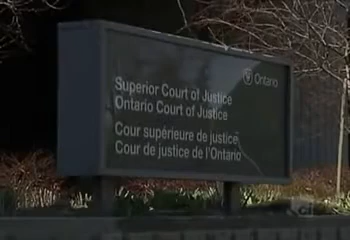 Ontario
Superior Court of Justice
Ontario Court of Justice
Cour supérieure de justice
Cour de justice de l'Ontario